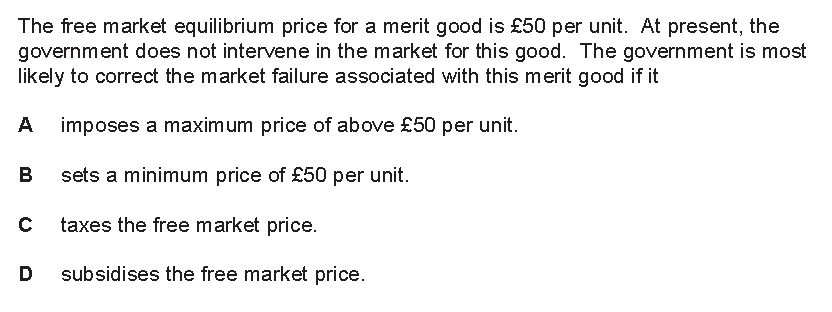 The free market equilibrium price for a merit good is £50 per unit. At present, the
government does not intervene in the market for this good. The government is most
likely to correct the market failure associated with this merit good if it
A imposes a maximum price of above £50 per unit.
B sets a minimum price of £50 per unit.
C taxes the free market price.
D subsidises the free market price.